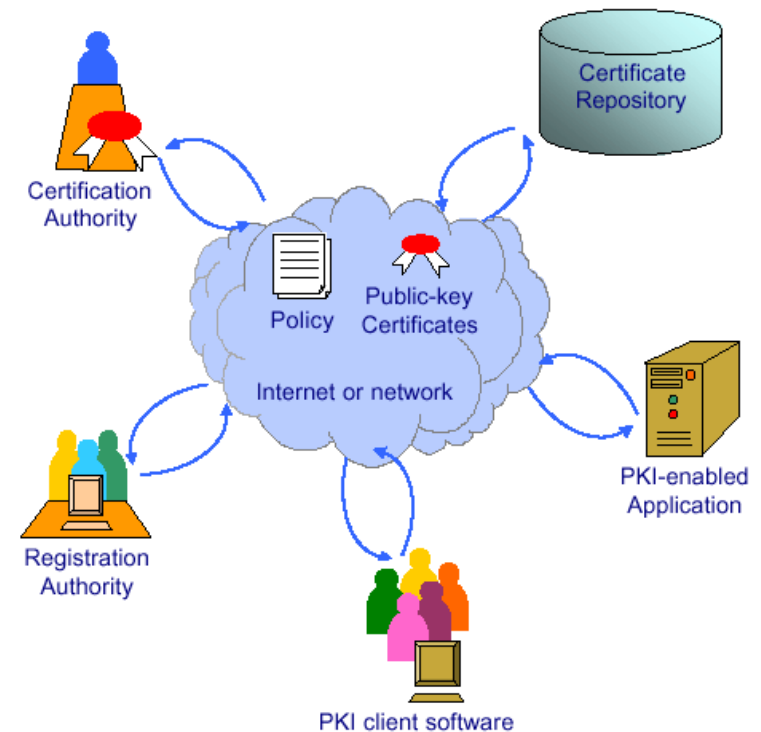 Certificate
Repository
Certification
Authority
Policy
Public-key
Certificates
Internet or network
PKI-enabled
Application
Registration
Authority
PKI client software